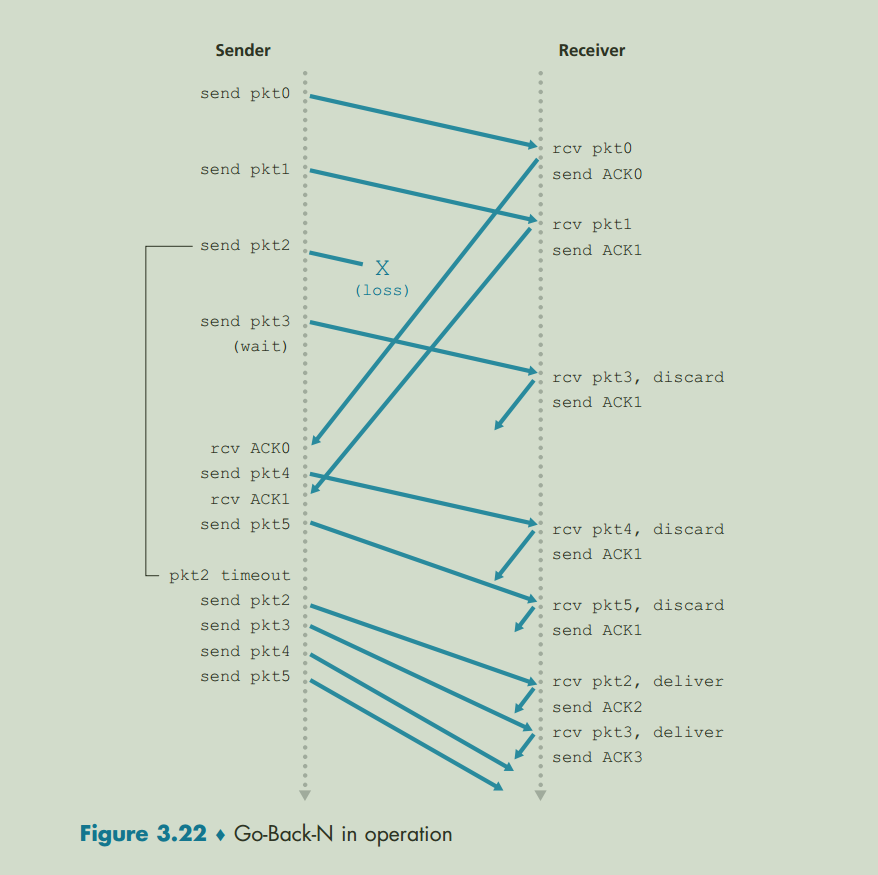 Sender
Receiver
send pkt0
rcv pkt0
send ACK0
send pkt1
rcv pkt1
send ACK1
send pkt2
X
(loss)
send pkt3
(wait)
rcv pkt3, discard
send ACK1
rcv ACK0
send pkt4
rcv ACK1
send pkt5
rcv pkt4, discard
send ACK1
pkt2 timeout
send pkt2
send pkt3
send pkt4
send pkt5
rcv pkt5, discard
send ACK1
rcv pkt2, deliver
send ACK2
rcv pkt3, deliver
send ACK3
Figure 3.22 ♦ Go-Back-N in operation